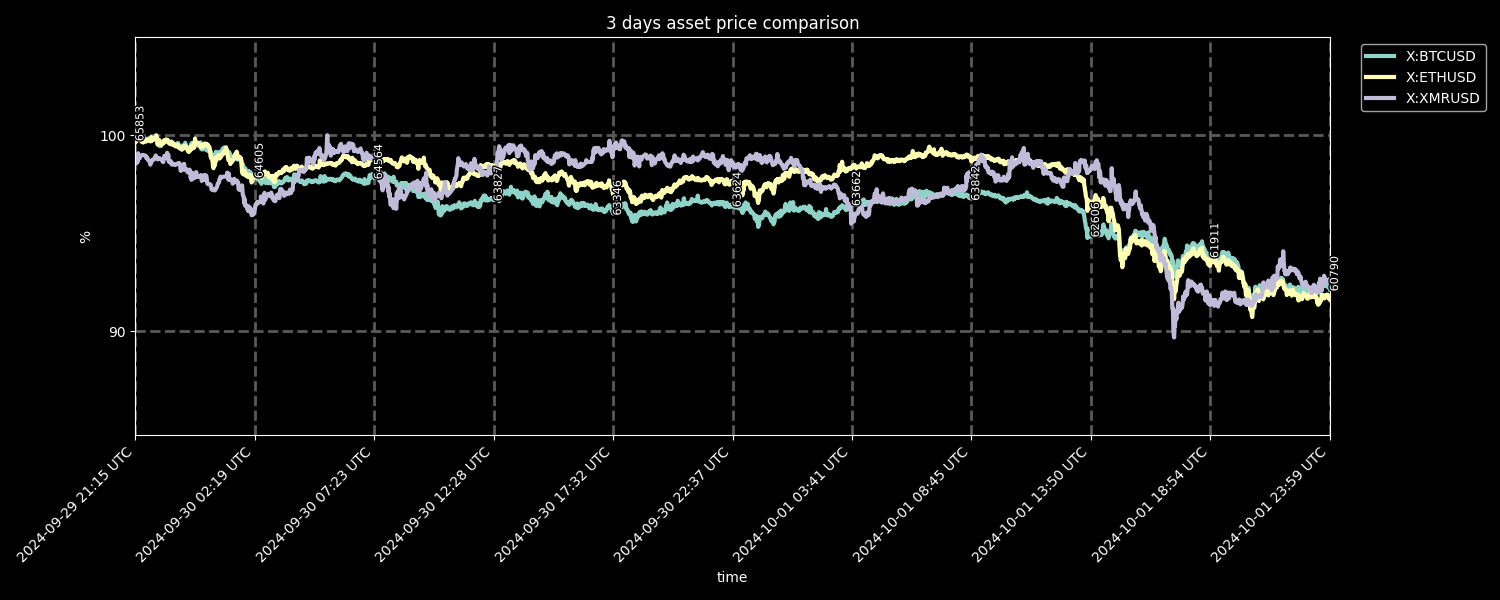 3 days asset price comparison
X:BTCUSD
X:ETHUSD
X:XMRUSD
100
90
%
65853
64605
64564
63827
63346
63624
63662
63842
62606
61911
60790
2024-09-29 21:15 UTC
2024-09-30 02:19 UTC
2024-09-30 07:23 UTC
2024-09-30 12:28 UTC
2024-09-30 17:32 UTC
2024-09-30 22:37 UTC
2024-10-01 03:41 UTC
2024-10-01 08:45 UTC
2024-10-01 13:50 UTC
2024-10-01 18:54 UTC
2024-10-01 23:59 UTC
time